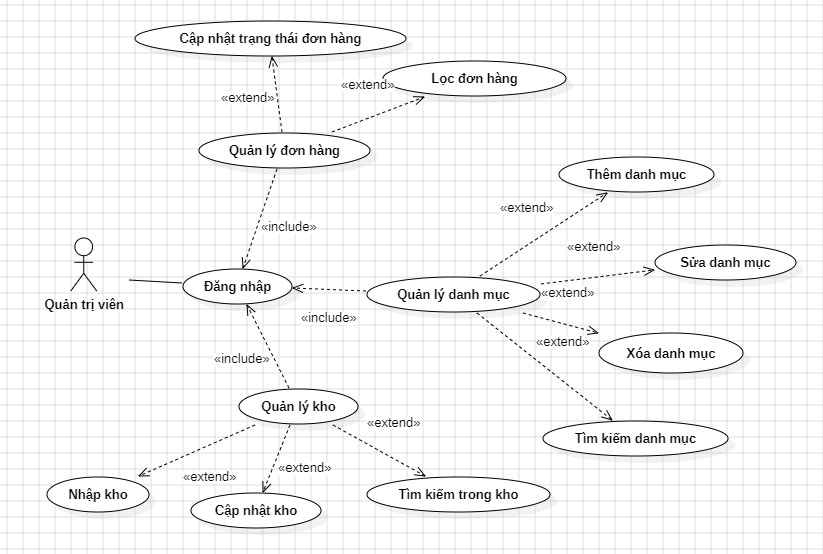 Cập nhật trạng thái đơn hàng
Lọc đơn hàng
«extend»
«extend»
Quản lý đơn hàng
Thêm danh mục
«extend»
«include»
«extend»
Sửa danh mục
Quản trị viên
Đăng nhập
Quản lý danh mục
«extend»
«include»
«extend»
Xóa danh mục
«include»
Quản lý kho
«extend»
Tìm kiếm danh mục
«extend»
«extend»
Nhập kho
Cập nhật kho
Tìm kiếm trong kho